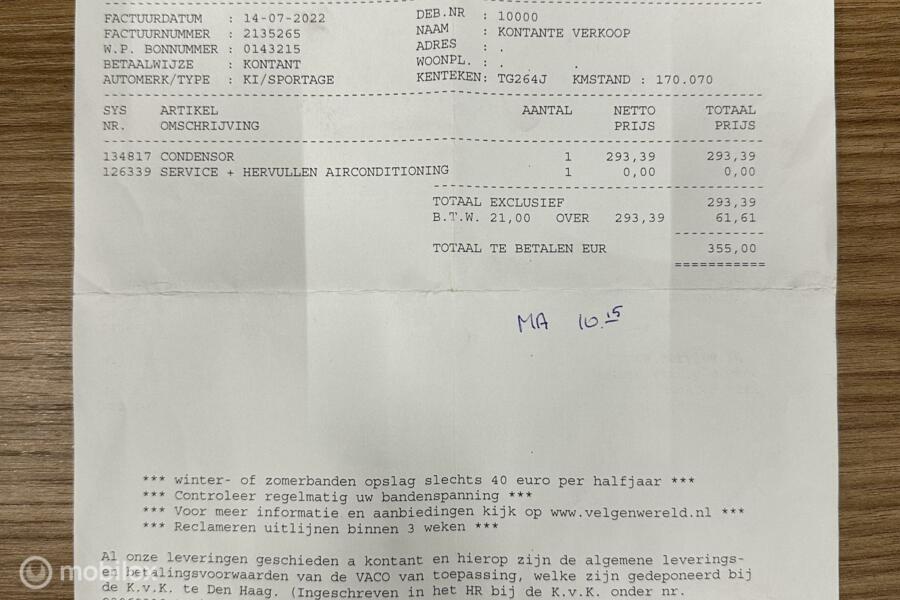 FACTUURDATUM : 14-07-2022 DEB.NR : 10000
FACTUURNUMMER : 2135265 NAAM : KONTANTE VERKOOP
W.P. BONNUMMER : 0143215 ADRES : .
BETAALWIJZE : KONTANT WOONPL. : . .
AUTOMERK/TYPE : KI/SPORTAGE KENTEKEN: TG264J KMSTAND : 170.070
SYS ARTIKEL AANTAL NETTO TOTAAL
NR. OMSCHRIJVING PRIJS PRIJS
134817 CONDENSOR 1 293,39 293,39
126339 SERVICE + HERVULLEN AIRCONDITIONING 1 0,00 0,00
TOTAAL EXCLUSIEF 293,39
B.T.W. 21,00 OVER 293,39 61,61
TOTAAL TE BETALEN EUR 355,00
MA 10.15
*** winter- of zomerbanden opslag slechts 40 euro per halfjaar ***
*** Controleer regelmatig uw bandenspanning ***
*** Voor meer informatie en aanbiedingen kijk op www.velgenwereld.nl ***
*** Reclameren uitlijnen binnen 3 weken ***
Al onze leveringen geschieden a kontant en hierop zijn de algemene leverings-
en betalingsvoorwaarden van de VACO van toepassing, welke zijn gedeponeerd bij
de K.v.K. te Den Haag. (Ingeschreven in het HR bij de K.v.K. onder nr.
mobilox